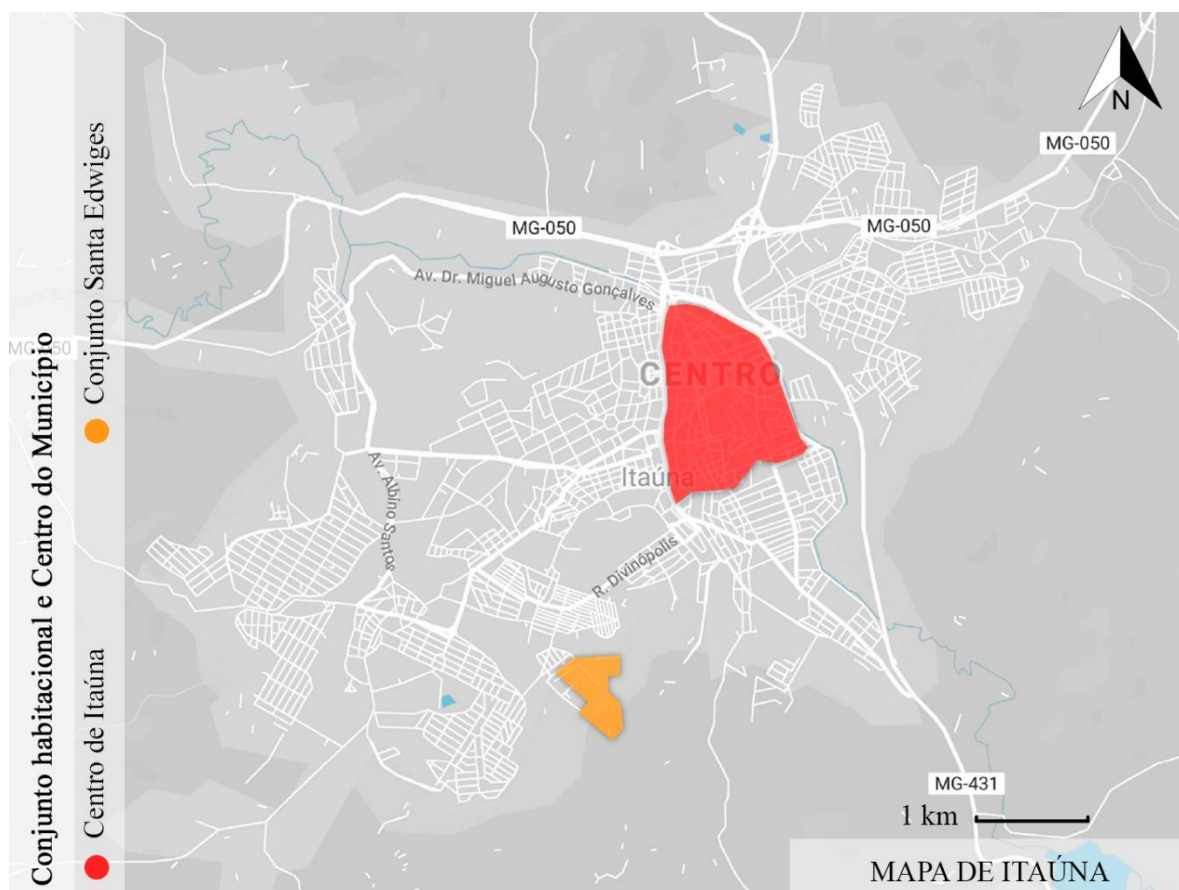 Conjunto habitacional e Centro do Município
Centro de Itaúna
Conjunto Santa Edwiges
N
MG-050
MG-050
MG-050
Av. Dr. Miguel Augusto Gonçalves
MG-050
CENTRO
Itaúna
Av. Albino Santos
R. Divinópolis
MG-431
1 km
MAPA DE ITAÚNA